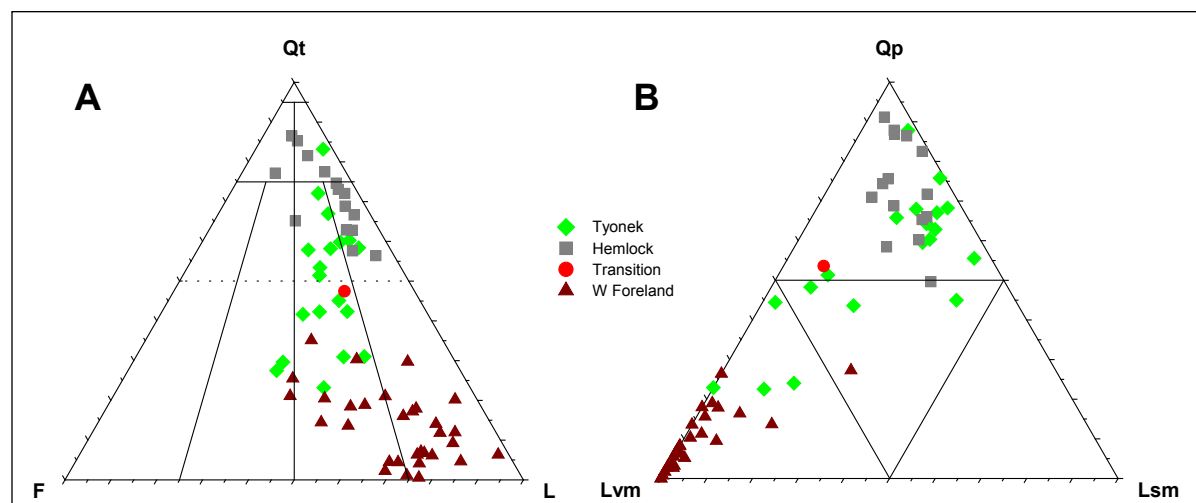 Qt
Qp
A
B
Tyonek
Hemlock
Transition
W Foreland
F
L
Lvm
Lsm